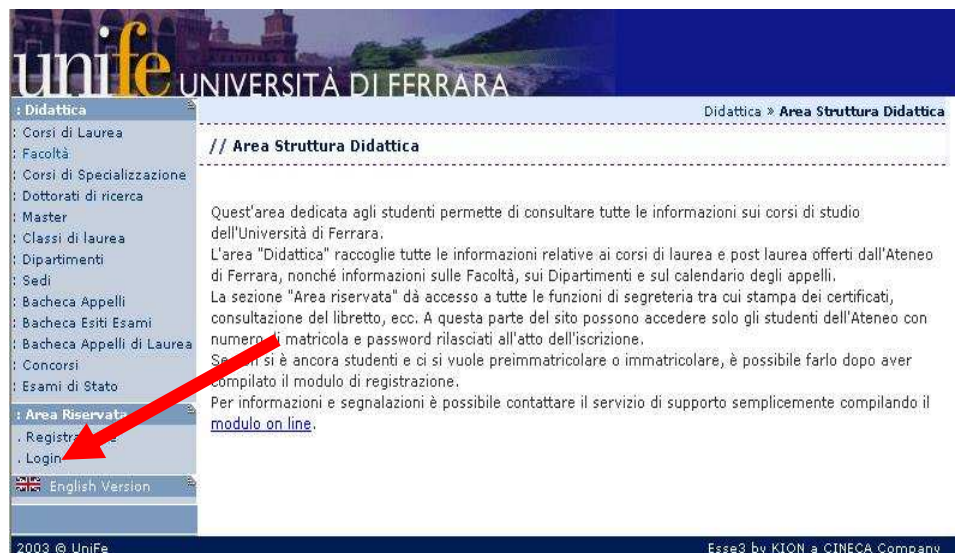 unife UNIVERSITÀ DI FERRARA
: Didattica
Didattica » Area Struttura Didattica
: Corsi di Laurea
: Facoltà
: Corsi di Specializzazione
: Dottorati di ricerca
: Master
: Classi di laurea
: Dipartimenti
: Sedi
: Bacheca Appelli
: Bacheca Esiti Esami
: Bacheca Appelli di Laurea
: Concorsi
: Esami di Stato
: Area Riservata
. Login
English Version
// Area Struttura Didattica
Quest'area dedicata agli studenti permette di consultare tutte le informazioni sui corsi di studio
dell'Università di Ferrara.
L'area "Didattica" raccoglie tutte le informazioni relative ai corsi di laurea e post laurea offerti dall'Ateneo
di Ferrara, nonché informazioni sulle Facoltà, sui Dipartimenti e sul calendario degli appelli.
La sezione "Area riservata" dà accesso a tutte le funzioni di segreteria tra cui stampa dei certificati,
consultazione del libretto, ecc. A questa parte del sito possono accedere solo gli studenti dell'Ateneo con
numero di matricola e password rilasciati all'atto dell'iscrizione.
si è ancora studenti e ci si vuole preimmatricolare o immatricolare, è possibile farlo dopo aver
compilato il modulo di registrazione.
Per informazioni e segnalazioni è possibile contattare il servizio di supporto semplicemente compilando il
modulo on line.
2003 © UniFe
Esse3 by KION a CINECA Company